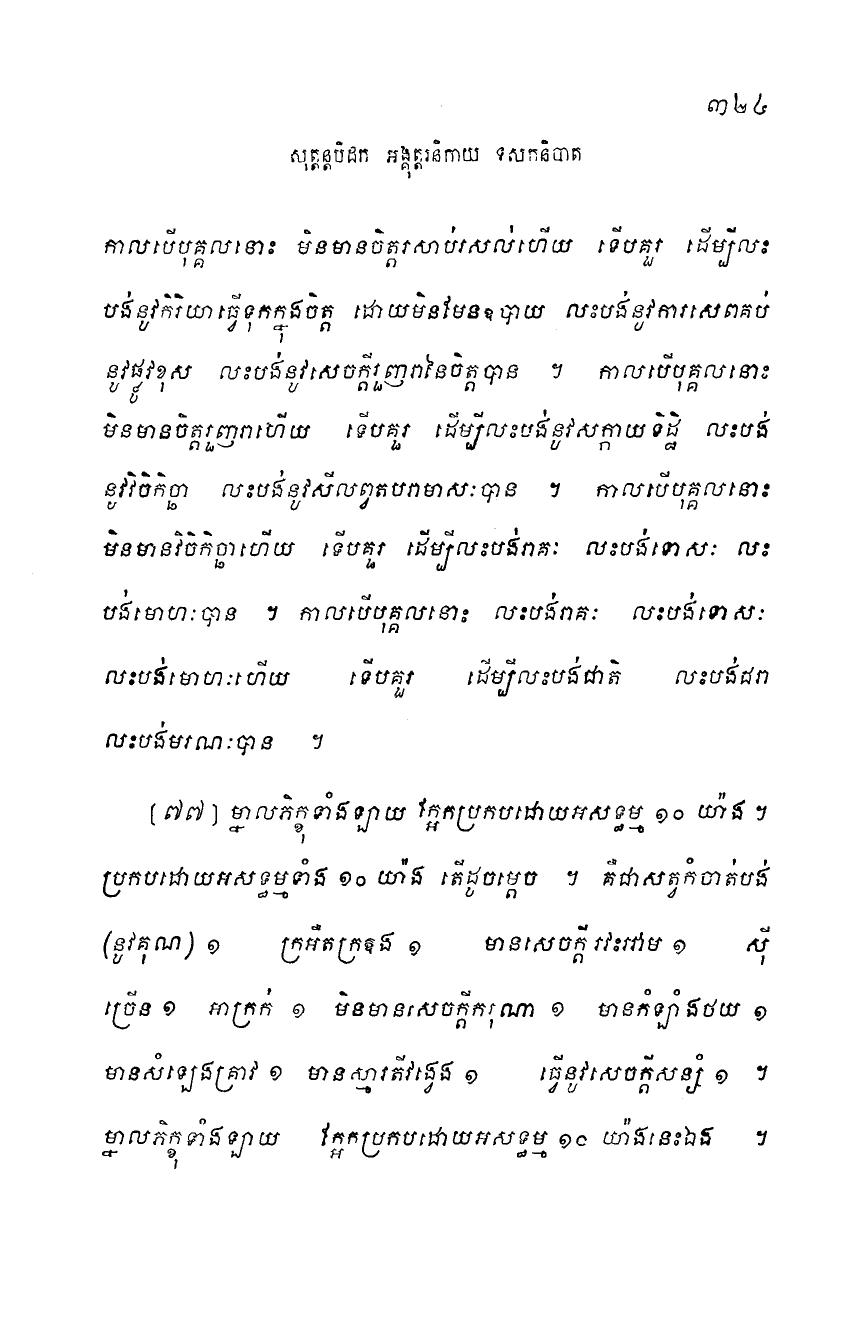 ៣២៤
សុត្តន្តបិដក អង្គុត្តរនិកាយ ទសកនិបាត
កាលបើបុគ្គលនោះ មិនមានចិត្តរសាប់រសល់ហើយ ទើបគួរ ដើម្បីលះ
បង់នូវកិរិយាធ្វើទុកក្នុងចិត្ត ដោយមិនមែនឧបាយ លះបង់នូវការសេពគប់
នូវផ្លូវខុស លះបង់នូវសេចក្តីរួញរានៃចិត្តបាន ។ កាលបើបុគ្គលនោះ
មិនមានចិត្តរួញរាហើយ ទើបគួរ ដើម្បីលះបង់នូវសក្កាយទិដ្ឋិ លះបង់
នូវវិចិកិច្ឆា លះបង់នូវសីលព្វតបរាមាសៈបាន ។ កាលបើបុគ្គលនោះ
មិនមានវិចិកិច្ឆាហើយ ទើបគួរ ដើម្បីលះបង់រាគៈ លះបង់ទោសៈ លះ
បង់មោហៈបាន ។ កាលបើបុគ្គលនោះ លះបង់រាគៈ លះបង់ទោសៈ
លះបង់មោហៈហើយ ទើបគួរ ដើម្បីលះបង់ជាតិ លះបង់ជរា
លះបង់មរណៈបាន ។
(៧៧) ម្នាលភិក្ខុទាំងឡាយ ក្អែកប្រកបដោយអសទ្ធម្ម ១០ យ៉ាង ។
ប្រកបដោយអសទ្ធម្មទាំង ១០ យ៉ាង តើដូចម្តេច ។ គឺជាសត្វកំចាត់បង់
(នូវគុណ) ១ ក្រអឺតក្រទង ១ មានសេចក្តីរវះរវាម ១ ស៊ី
ច្រើន ១ អាក្រក់ ១ មិនមានសេចក្តីករុណា ១ មានកំឡាំងថយ ១
មានសំឡេងគ្រាវ ១ មានស្មារតីវង្វេង ១ ធ្វើនូវសេចក្តីសន្សំ ១ ។
ម្នាលភិក្ខុទាំងឡាយ ក្អែកប្រកបដោយអសទ្ធម្ម ១០ យ៉ាងនេះឯង ។